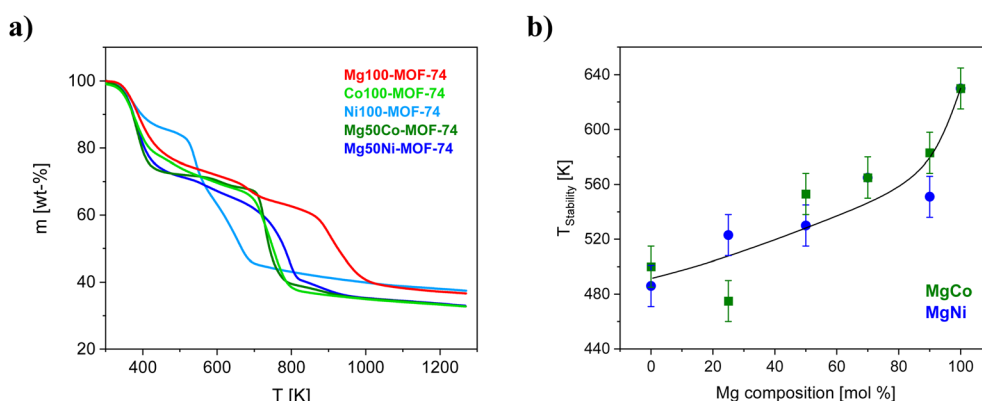 a)
m [wt-%]
100
80
60
40
20
400
600
800
1000
1200
T [K]
Mg100-MOF-74
Co100-MOF-74
Ni100-MOF-74
Mg50Co-MOF-74
Mg50Ni-MOF-74
b)
TStability [K]
640
600
560
520
480
440
0
20
40
60
80
100
Mg composition [mol %]
MgCo
MgNi